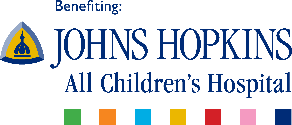 Benefiting:
JOHNS HOPKINS
All Children's Hospital